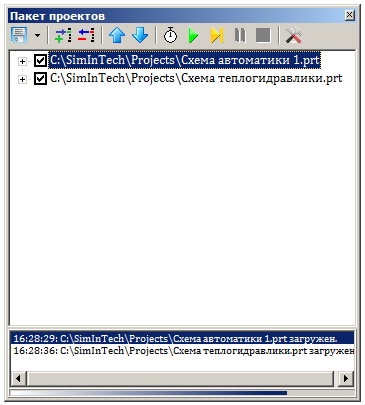 Пакет проектов
C:\SimInTech\Projects\Схема автоматики 1.prt
C:\SimInTech\Projects\Схема теплогидравлики.prt
16:28:29: C:\SimInTech\Projects\Схема автоматики 1.prt загружен.
16:28:36: C:\SimInTech\Projects\Схема теплогидравлики.prt загружен